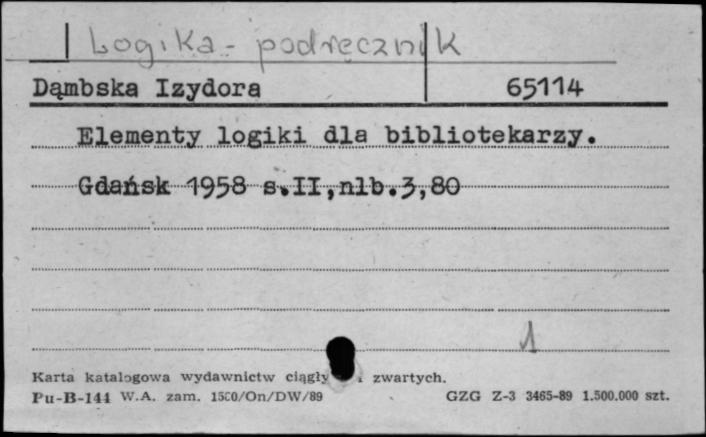 Logika - podręcznik
Dąmbska Izydora 65114
Elementy logiki dla bibliotekarzy.
Gdańsk 1958 s.II,nlb.3,80
1
Karta katalogowa wydawnictw zwartych.
Pu-B-144 W.A. zam. 1500/On/DW/89 GZG Z-3 3465-89 1.500.000 szt.